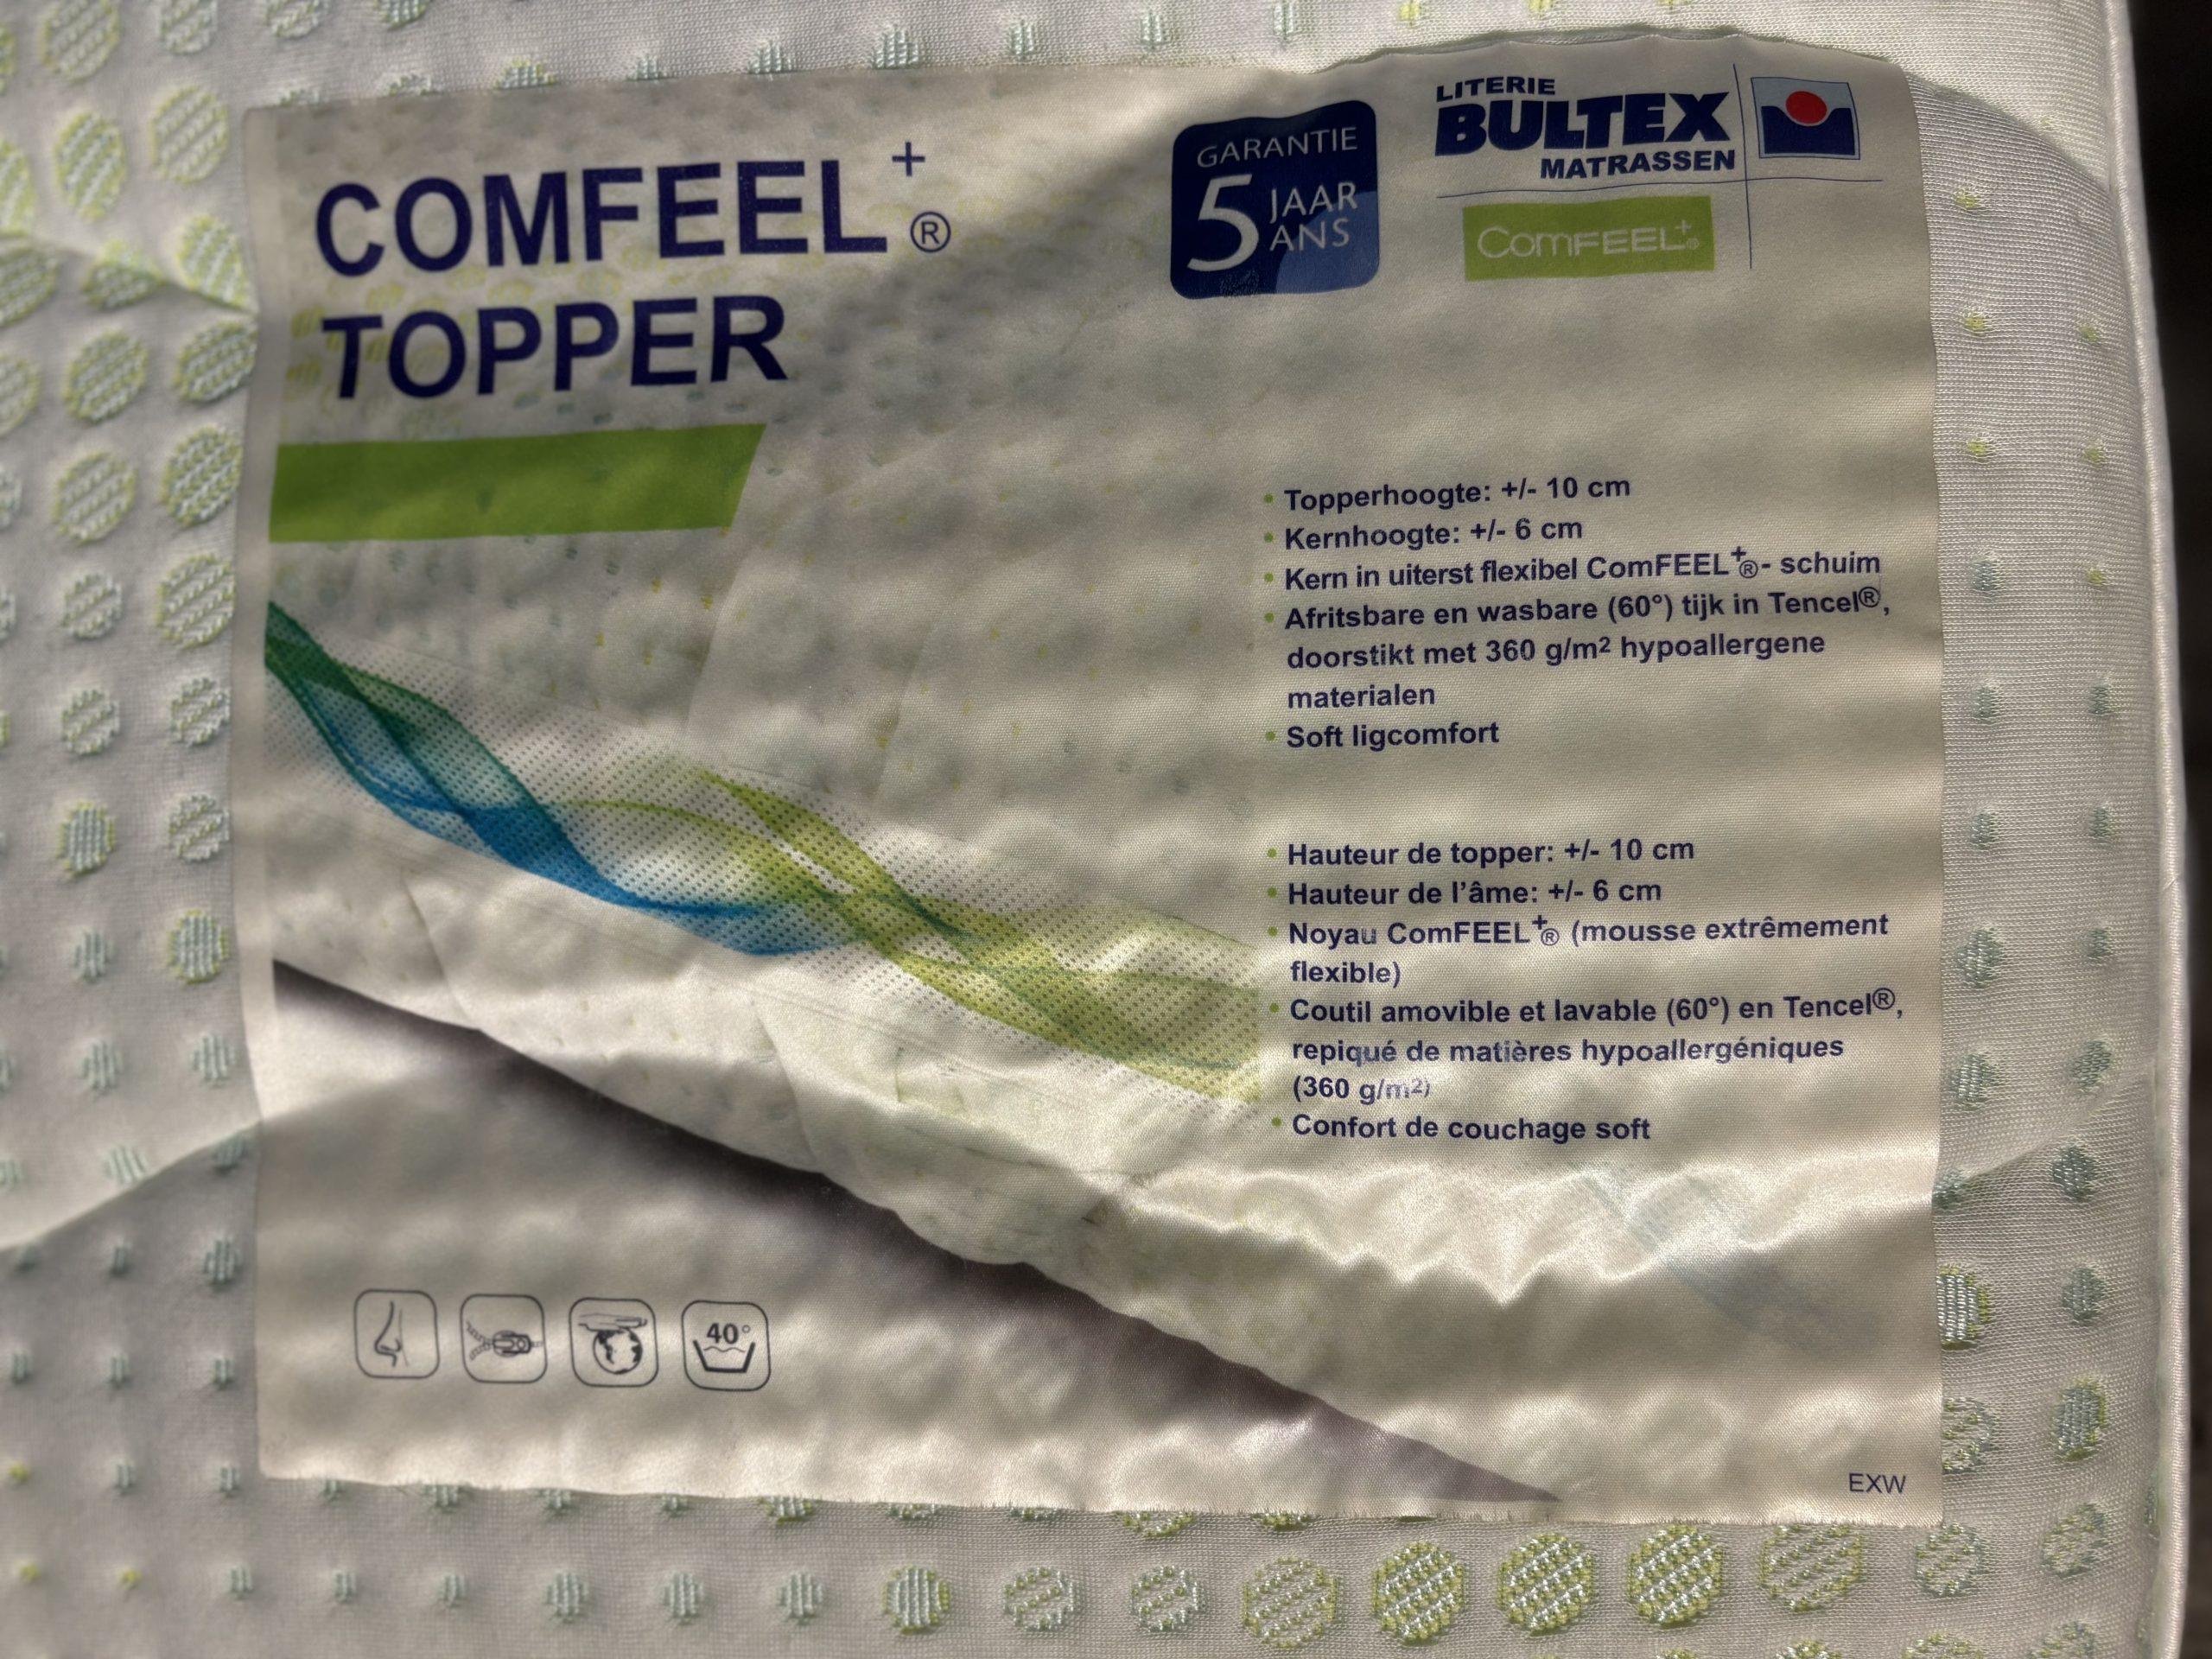 COMFEEL+®
TOPPER
GARANTIE
5 JAAR
ANS
LITERIE
BULTEX
MATRASSEN
ComFEEL+®
• Topperhoogte: +/- 10 cm
• Kernhoogte: +/- 6 cm
• Kern in uiterst flexibel ComFEEL+®- schuim
• Afritsbare en wasbare (60°) tijk in Tencel®,
doorstikt met 360 g/m² hypoallergene
materialen
• Soft ligcomfort
• Hauteur de topper: +/- 10 cm
• Hauteur de l'âme: +/- 6 cm
• Noyau ComFEEL+® (mousse extrêmement
flexible)
• Coutil amovible et lavable (60°) en Tencel®,
repiqué de matières hypoallergéniques
(360 g/m²)
• Confort de couchage soft
40°
EXW